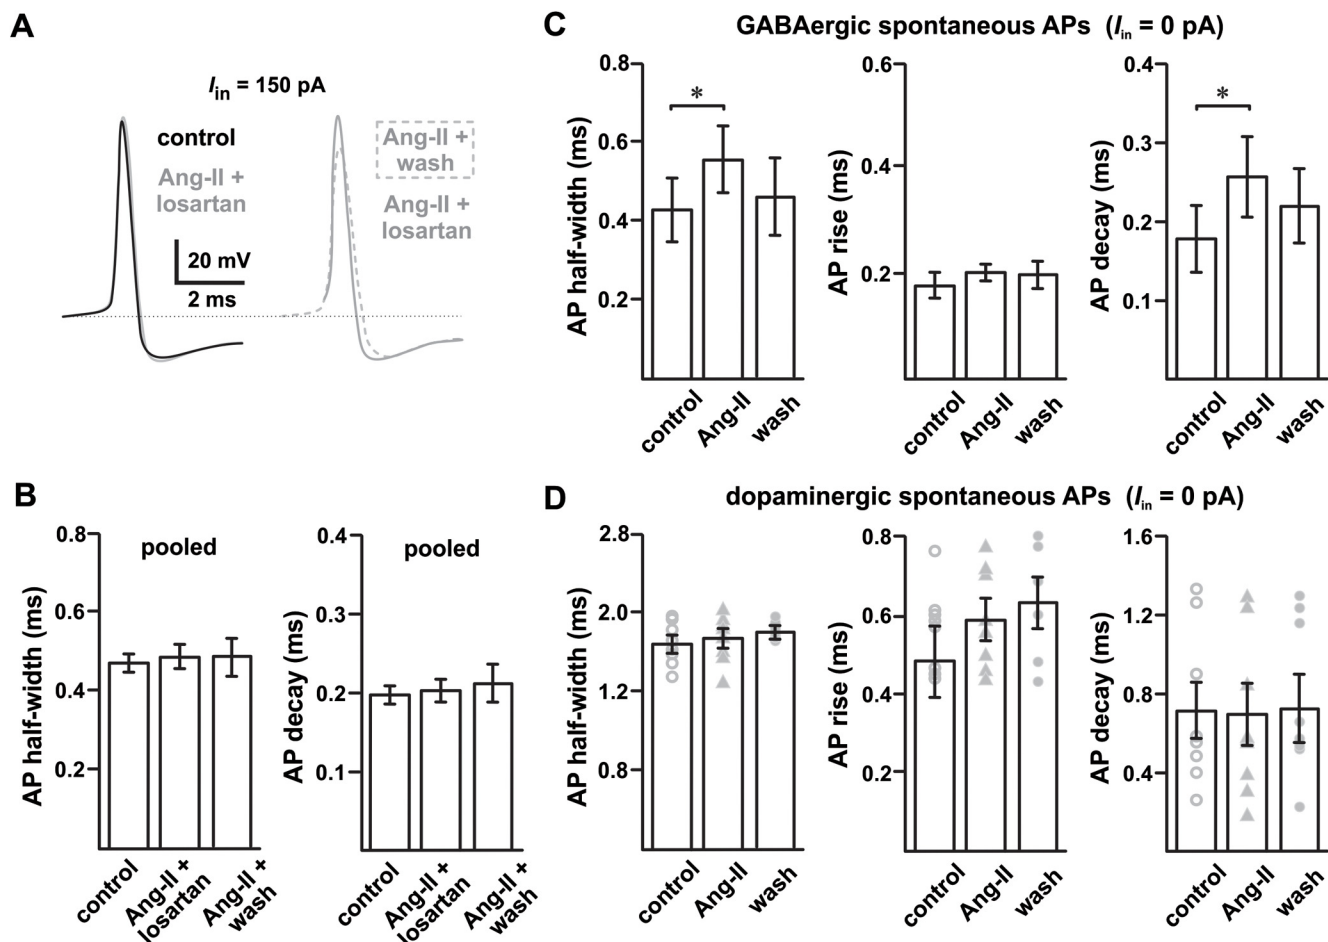 A
I_in = 150 pA
control
Ang-II +
losartan
20 mV
2 ms
Ang-II +
wash
Ang-II +
losartan
B
pooled
AP half-width (ms)
0.8
0.6
0.4
0.2
control
Ang-II +
losartan
Ang-II +
wash
pooled
AP decay (ms)
0.4
0.3
0.2
0.1
control
Ang-II +
losartan
Ang-II +
wash
C
GABAergic spontaneous APs (I_in = 0 pA)
AP half-width (ms)
0.8
0.6
0.4
0.2
*
control
Ang-II
wash
AP rise (ms)
0.6
0.4
0.2
control
Ang-II
wash
AP decay (ms)
0.4
0.3
0.2
0.1
*
control
Ang-II
wash
D
dopaminergic spontaneous APs (I_in = 0 pA)
AP half-width (ms)
2.8
2.0
1.2
0.8
control
Ang-II
wash
AP rise (ms)
0.8
0.6
0.4
0.2
control
Ang-II
wash
AP decay (ms)
1.6
1.2
0.8
0.4
control
Ang-II
wash